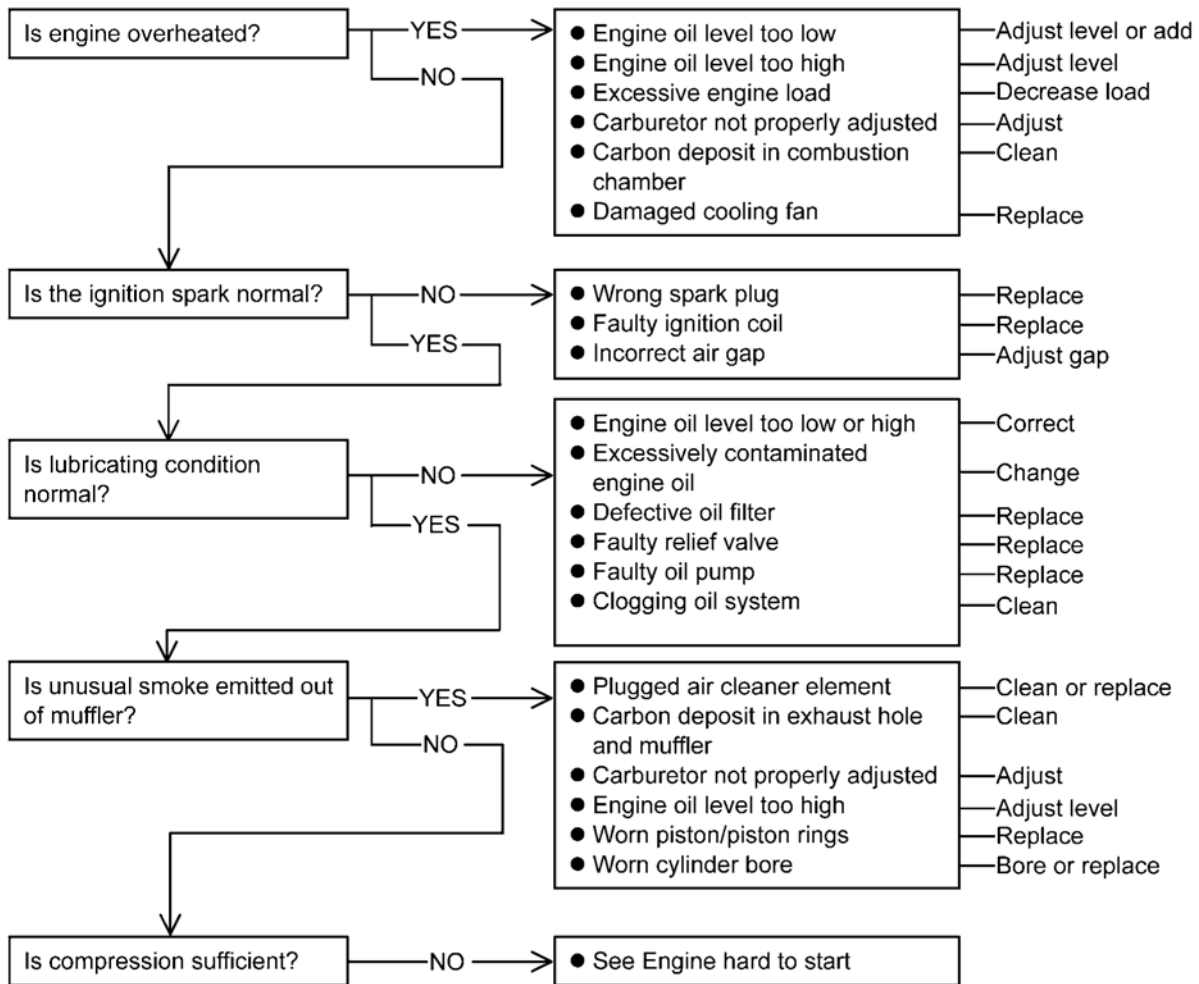 Is engine overheated?
YES
NO
● Engine oil level too low
● Engine oil level too high
● Excessive engine load
● Carburetor not properly adjusted
● Carbon deposit in combustion
chamber
● Damaged cooling fan
Adjust level or add
Adjust level
Decrease load
Adjust
Clean
Replace
Is the ignition spark normal?
NO
YES
● Wrong spark plug
● Faulty ignition coil
● Incorrect air gap
Replace
Replace
Adjust gap
Is lubricating condition
normal?
NO
YES
● Engine oil level too low or high
● Excessively contaminated
engine oil
● Defective oil filter
● Faulty relief valve
● Faulty oil pump
● Clogging oil system
Correct
Change
Replace
Replace
Replace
Clean
Is unusual smoke emitted out
of muffler?
YES
NO
● Plugged air cleaner element
● Carbon deposit in exhaust hole
and muffler
● Carburetor not properly adjusted
● Engine oil level too high
● Worn piston/piston rings
● Worn cylinder bore
Clean or replace
Clean
Adjust
Adjust level
Replace
Bore or replace
Is compression sufficient?
NO
● See Engine hard to start